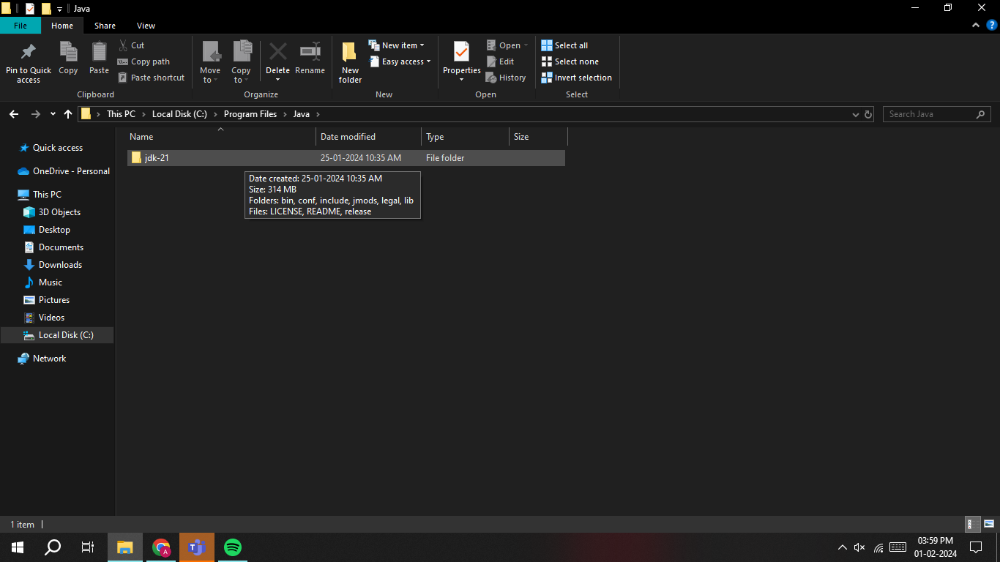 Java
File Home Share View
Pin to Quick access
Copy
Paste
Cut
Copy path
Paste shortcut
Clipboard
Move to
Copy to
Delete
Rename
Organize
New folder
New item
Easy access
New
Properties
Open
Edit
History
Open
Select all
Select none
Invert selection
Select
This PC › Local Disk (C:) › Program Files › Java ›
Search Java
Name Date modified Type Size
jdk-21 25-01-2024 10:35 AM File folder
Date created: 25-01-2024 10:35 AM
Size: 314 MB
Folders: bin, conf, include, jmods, legal, lib
Files: LICENSE, README, release
Quick access
OneDrive - Personal
This PC
3D Objects
Desktop
Documents
Downloads
Music
Pictures
Videos
Local Disk (C:)
Network
1 item
A
03:59 PM
01-02-2024